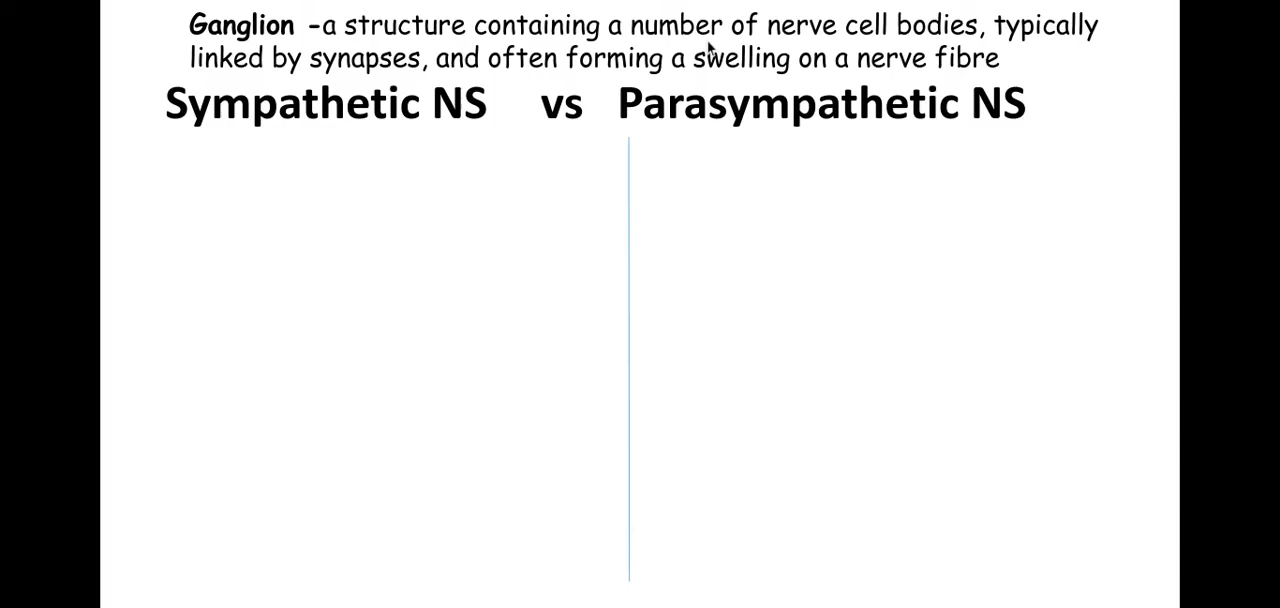 Ganglion -a structure containing a number of nerve cell bodies, typically
linked by synapses, and often forming a swelling on a nerve fibre
Sympathetic NS vs Parasympathetic NS